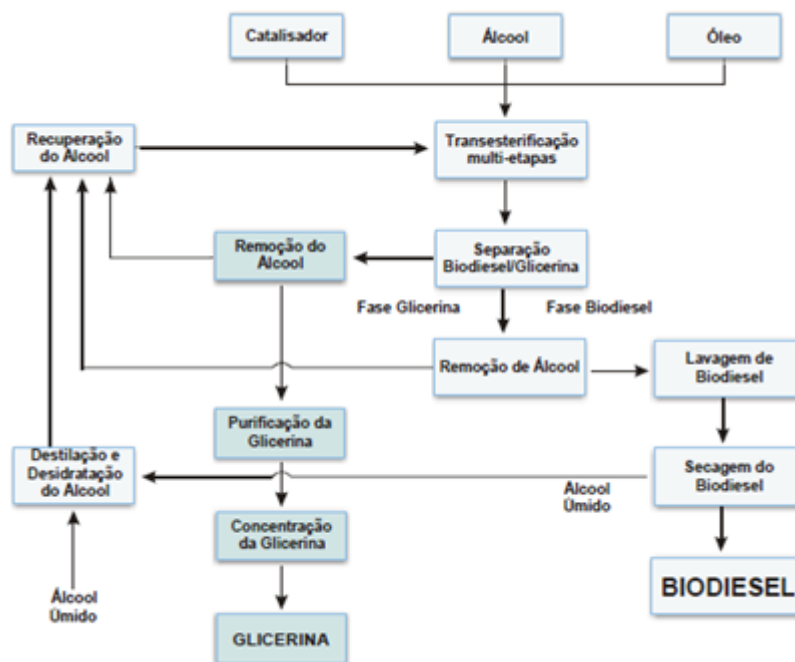 Catalisador
Álcool
Óleo
Recuperação
do Álcool
Transesterificação
multi-etapas
Remoção do
Álcool
Separação
Biodiesel/Glicerina
Fase Glicerina
Fase Biodiesel
Remoção de Álcool
Lavagem de
Biodiesel
Purificação da
Glicerina
Destilação e
Desidratação
do Álcool
Secagem do
Biodiesel
Álcool
Úmido
Concentração
da Glicerina
BIODIESEL
Álcool
Úmido
GLICERINA